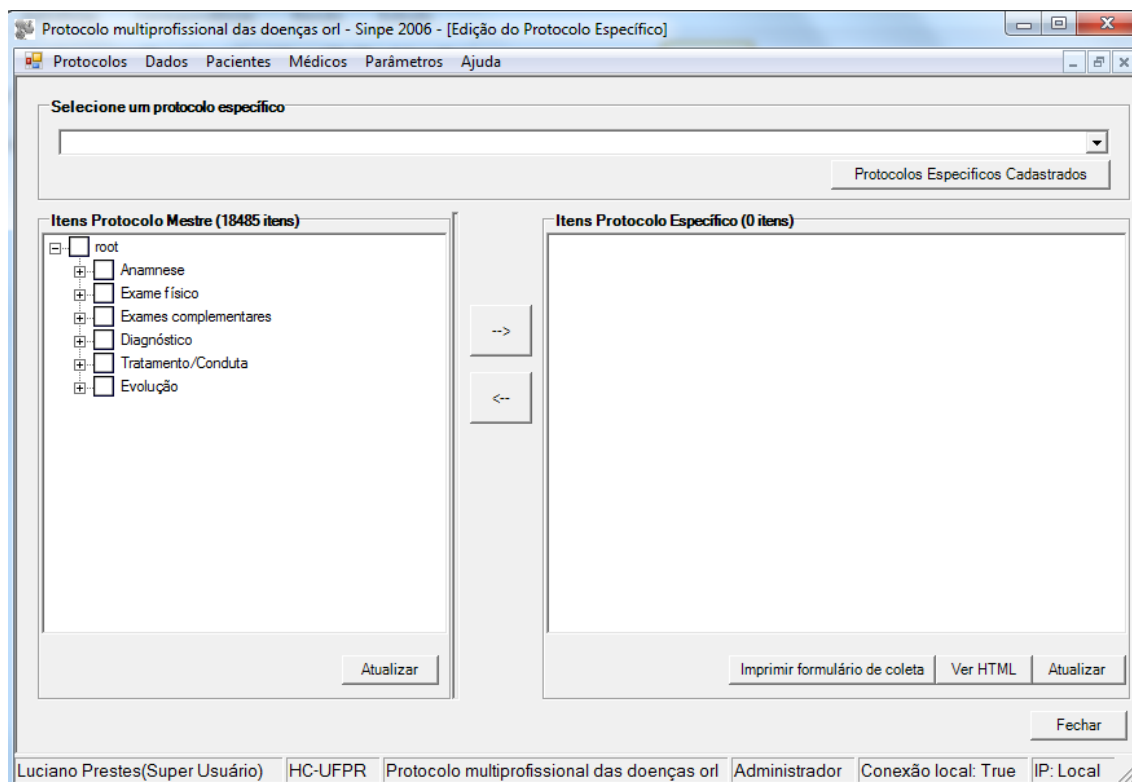 Protocolo multiprofissional das doenças orl - Sinpe 2006 - [Edição do Protocolo Específico]
Protocolos Dados Pacientes Médicos Parâmetros Ajuda
Selecione um protocolo específico
Protocolos Especificos Cadastrados
Itens Protocolo Mestre (18485 itens)
root
Anamnese
Exame físico
Exames complementares
Diagnóstico
Tratamento/Conduta
Evolução
Atualizar
-->
<--
Itens Protocolo Específico (0 itens)
Imprimir formulário de coleta Ver HTML Atualizar
Fechar
Luciano Prestes(Super Usuário) HC-UFPR Protocolo multiprofissional das doenças orl Administrador Conexão local: True IP: Local